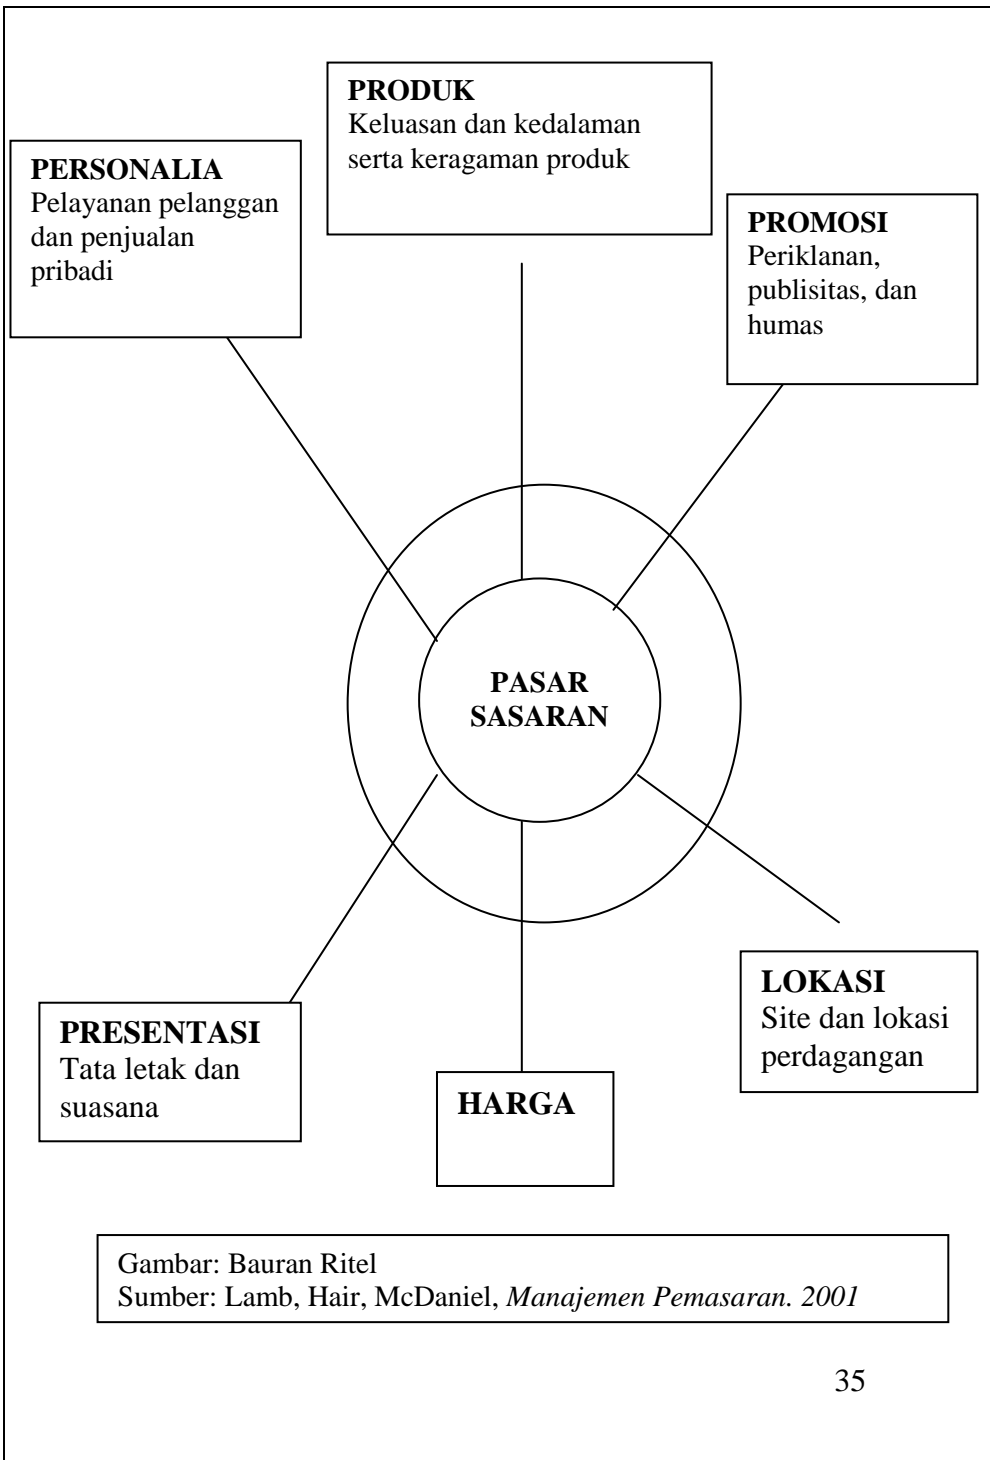 PRODUK
Keluasan dan kedalaman
serta keragaman produk
PERSONALIA
Pelayanan pelanggan
dan penjualan
pribadi
PROMOSI
Periklanan,
publisitas, dan
humas
PASAR
SASARAN
LOKASI
Site dan lokasi
perdagangan
PRESENTASI
Tata letak dan
suasana
HARGA
Gambar: Bauran Ritel
Sumber: Lamb, Hair, McDaniel, Manajemen Pemasaran. 2001
35